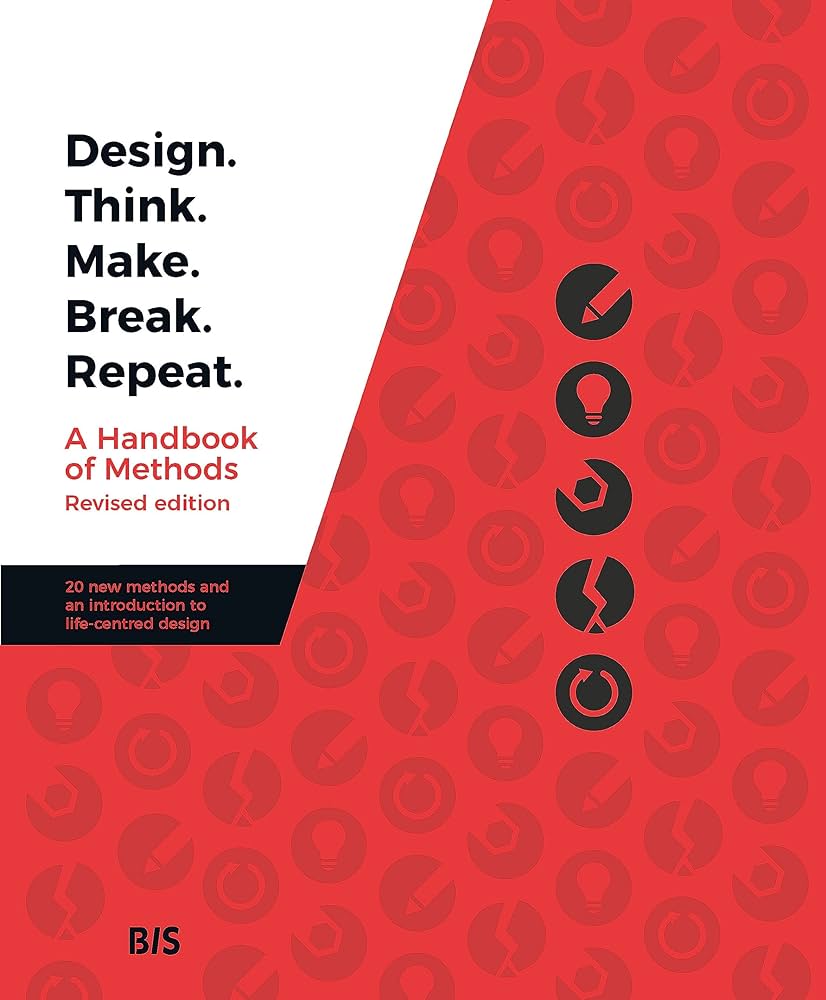 Design.
Think.
Make.
Break.
Repeat.
A Handbook
of Methods
Revised edition
20 new methods and
an introduction to
life-centred design
BIS